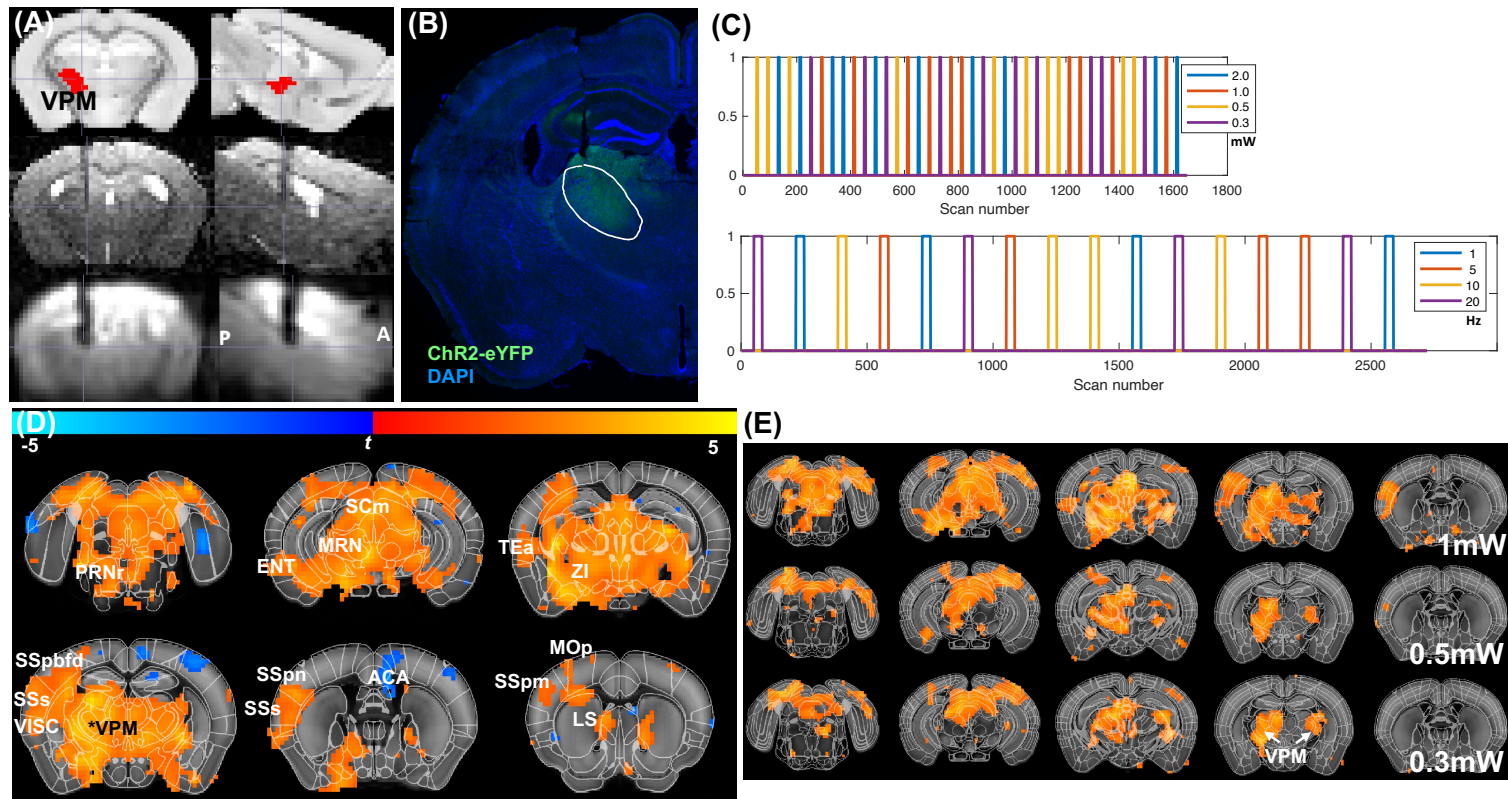 (A)
VPM
P
A
(B)
ChR2-eYFP
DAPI
(C)
1
0.5
0
0 200 400 600 800 1000 1200 1400 1600 1800
Scan number
2.0
1.0
0.5
0.3
mW
1
0.5
0
0 500 1000 1500 2000 2500
Scan number
1
5
10
20
Hz
(D)
-5
t
5
PRNr
SCm
MRN
ENT
TEa
ZI
SSpbfd
SSs
VISC
*VPM
SSpn
SSs
ACA
MOp
SSpm
LS
(E)
1mW
0.5mW
VPM
0.3mW